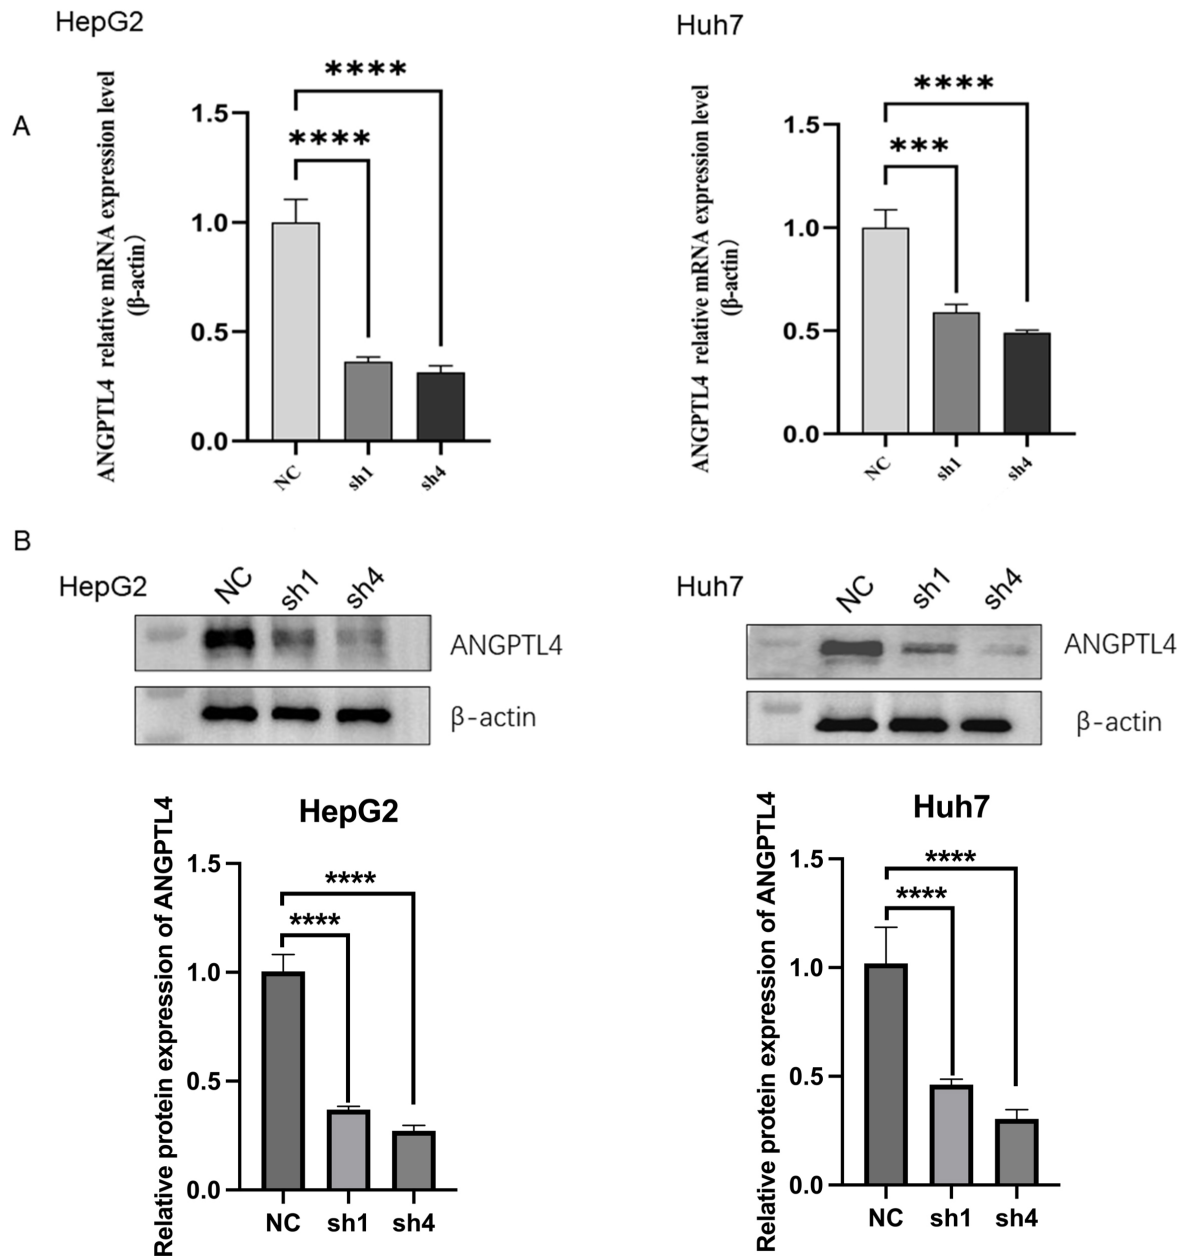 HepG2
Huh7
A
ANGPTL4 relative mRNA expression level
(β-actin)
1.5
1.0
0.5
0.0
****
****
NC
sh1
sh4
ANGPTL4 relative mRNA expression level
(β-actin)
1.5
1.0
0.5
0.0
****
***
NC
sh1
sh4
B
HepG2
NC
sh1
sh4
ANGPTL4
β-actin
Huh7
NC
sh1
sh4
ANGPTL4
β-actin
HepG2
Relative protein expression of ANGPTL4
1.5
1.0
0.5
0.0
****
****
NC
sh1
sh4
Huh7
Relative protein expression of ANGPTL4
1.5
1.0
0.5
0.0
****
****
NC
sh1
sh4